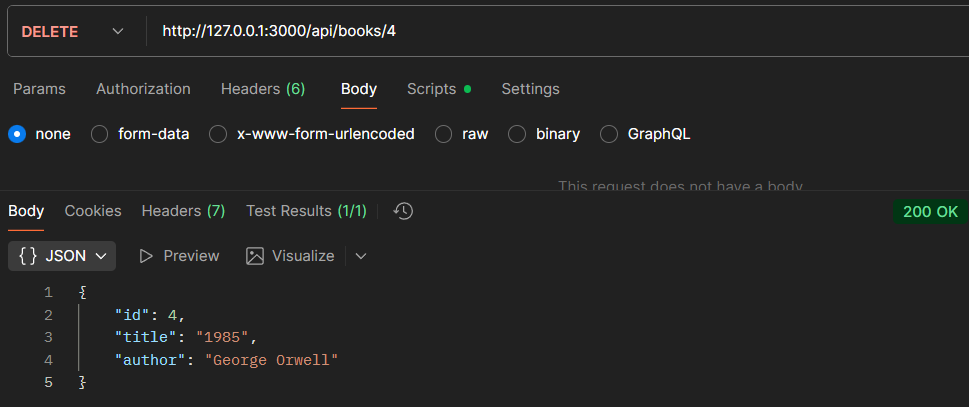 DELETE http://127.0.0.1:3000/api/books/4
Params Authorization Headers (6) Body Scripts Settings
none form-data x-www-form-urlencoded raw binary GraphQL
This request does not have a body
Body Cookies Headers (7) Test Results (1/1) 200 OK
{} JSON Preview Visualize
1 {
2 "id": 4,
3 "title": "1985",
4 "author": "George Orwell"
5 }